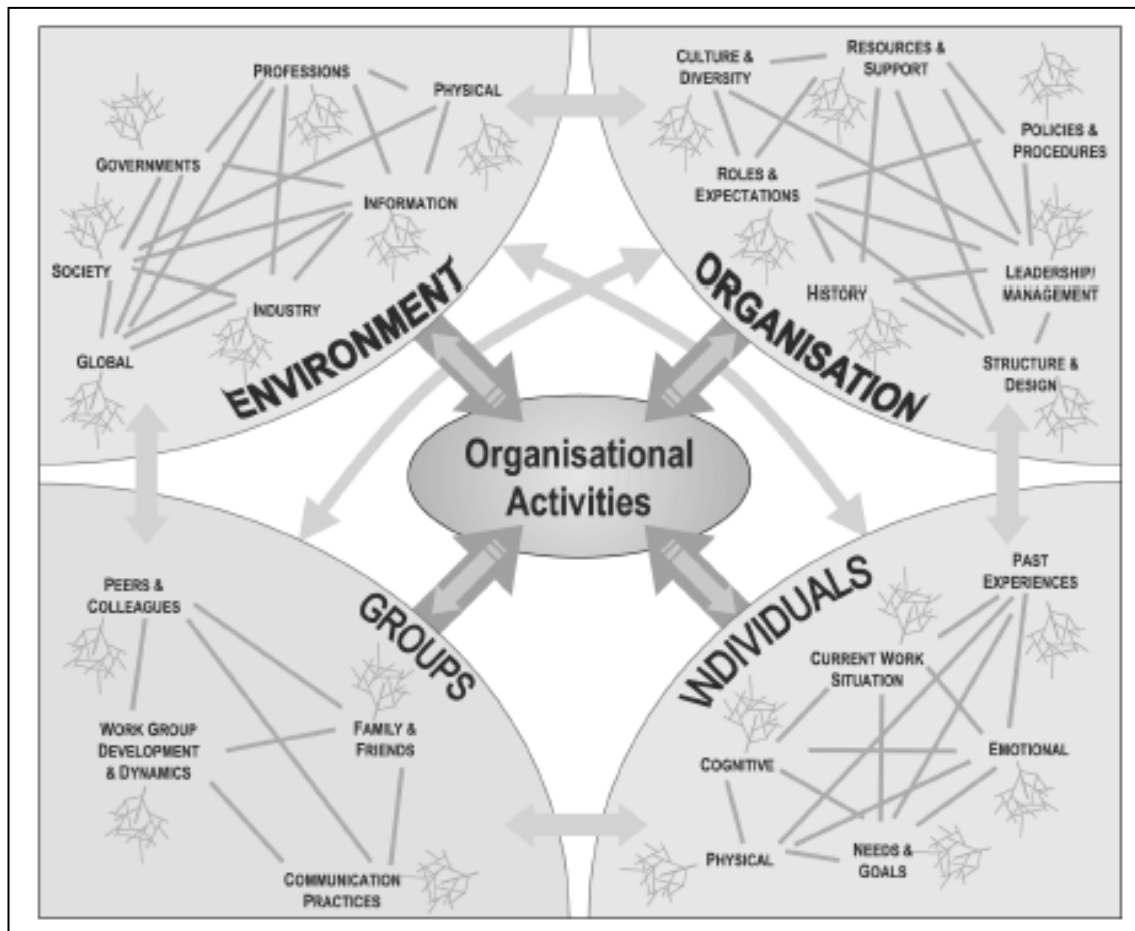 PROFESSIONS
PHYSICAL
GOVERNMENTS
INFORMATION
SOCIETY
INDUSTRY
GLOBAL
ENVIRONMENT
CULTURE &
DIVERSITY
RESOURCES &
SUPPORT
POLICIES &
PROCEDURES
ROLES &
EXPECTATIONS
HISTORY
LEADERSHIP/
MANAGEMENT
STRUCTURE &
DESIGN
ORGANISATION
Organisational
Activities
PEERS &
COLLEAGUES
WORK GROUP
DEVELOPMENT
& DYNAMICS
FAMILY &
FRIENDS
COMMUNICATION
PRACTICES
GROUPS
INDIVIDUALS
PAST
EXPERIENCES
CURRENT WORK
SITUATION
COGNITIVE
EMOTIONAL
PHYSICAL
NEEDS &
GOALS